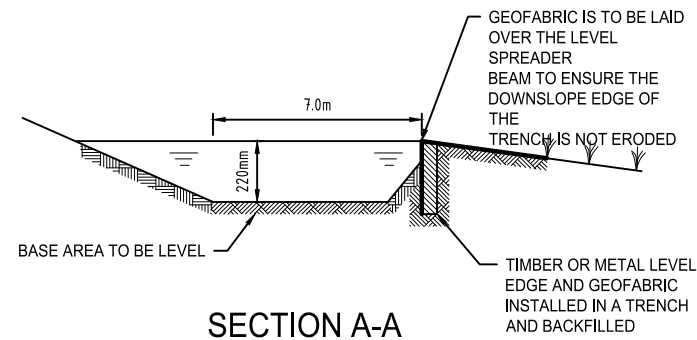 GEOFABRIC IS TO BE LAID
OVER THE LEVEL
SPREADER
BEAM TO ENSURE THE
DOWNSLOPE EDGE OF
THE
TRENCH IS NOT ERODED
7.0m
220mm
BASE AREA TO BE LEVEL
TIMBER OR METAL LEVEL
EDGE AND GEOFABRIC
INSTALLED IN A TRENCH
AND BACKFILLED
SECTION A-A